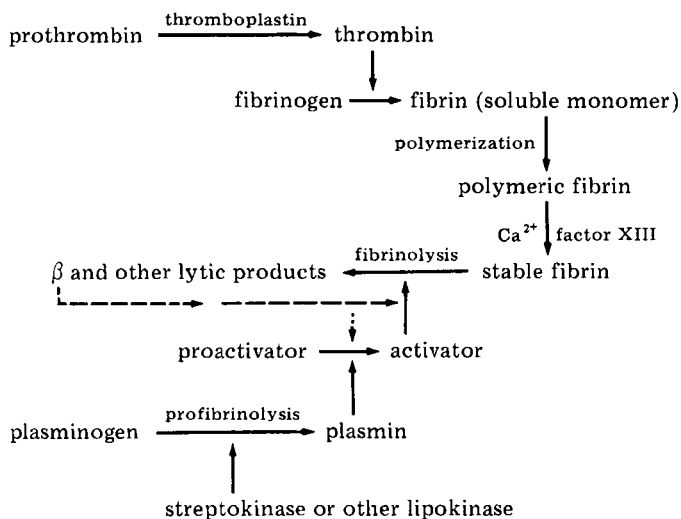 thromboplastin
prothrombin thrombin
fibrinogen fibrin (soluble monomer)
polymerization
polymeric fibrin
Ca²⁺ factor XIII
fibrinolysis
β and other lytic products stable fibrin
proactivator activator
profibrinolysis
plasminogen plasmin
streptokinase or other lipokinase